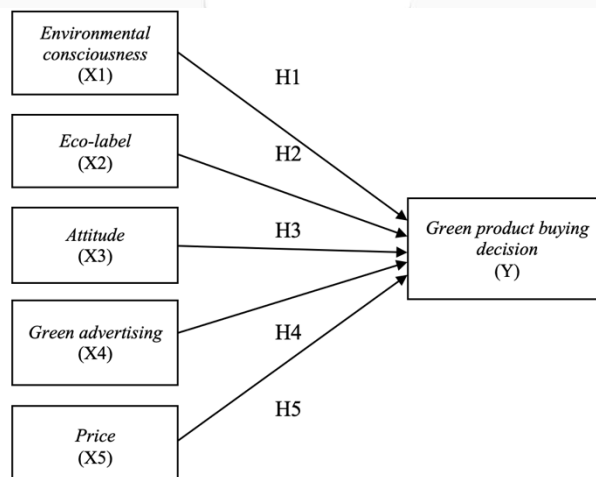 Environmental
consciousness
(X1)
H1
Eco-label
(X2)
H2
Attitude
(X3)
H3
Green product buying
decision
(Y)
Green advertising
(X4)
H4
Price
(X5)
H5